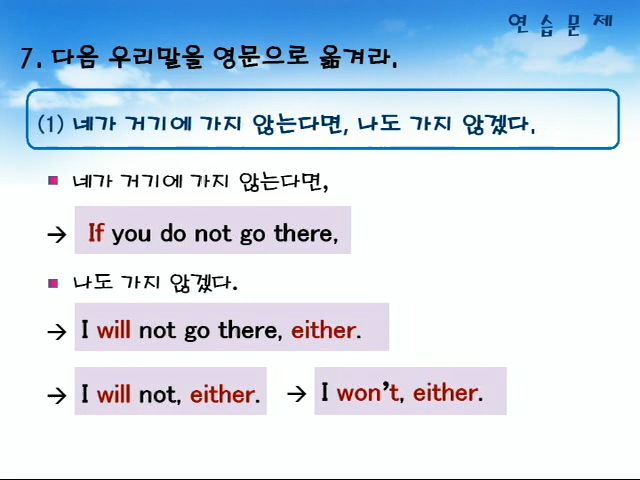 연습문제
7. 다음 우리말을 영문으로 옮겨라.
(1) 네가 거기에 가지 않는다면, 나도 가지 않겠다.
네가 거기에 가지 않는다면,
→ If you do not go there,
나도 가지 않겠다.
→ I will not go there, either.
→ I will not, either. → I won't, either.